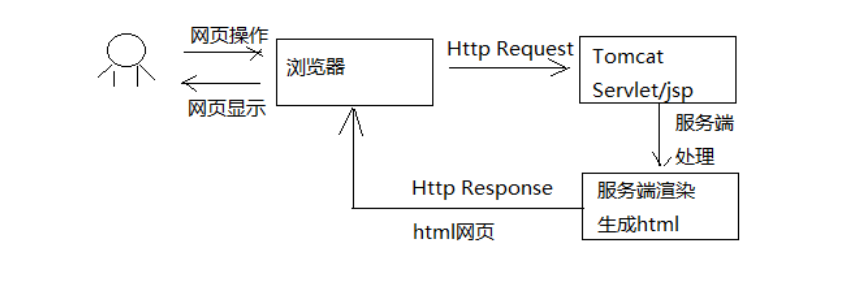 网页操作
网页显示
浏览器
Http Request
Tomcat
Servlet/jsp
服务端
处理
服务端渲染
生成html
Http Response
html网页